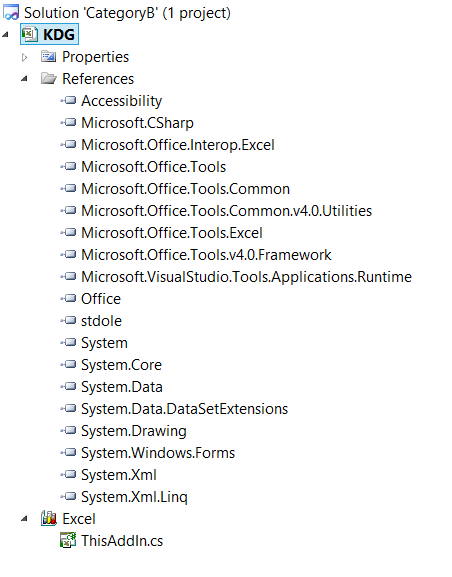 Solution 'CategoryB' (1 project)
KDG
Properties
References
Accessibility
Microsoft.CSharp
Microsoft.Office.Interop.Excel
Microsoft.Office.Tools
Microsoft.Office.Tools.Common
Microsoft.Office.Tools.Common.v4.0.Utilities
Microsoft.Office.Tools.Excel
Microsoft.Office.Tools.v4.0.Framework
Microsoft.VisualStudio.Tools.Applications.Runtime
Office
stdole
System
System.Core
System.Data
System.Data.DataSetExtensions
System.Drawing
System.Windows.Forms
System.Xml
System.Xml.Linq
Excel
ThisAddIn.cs